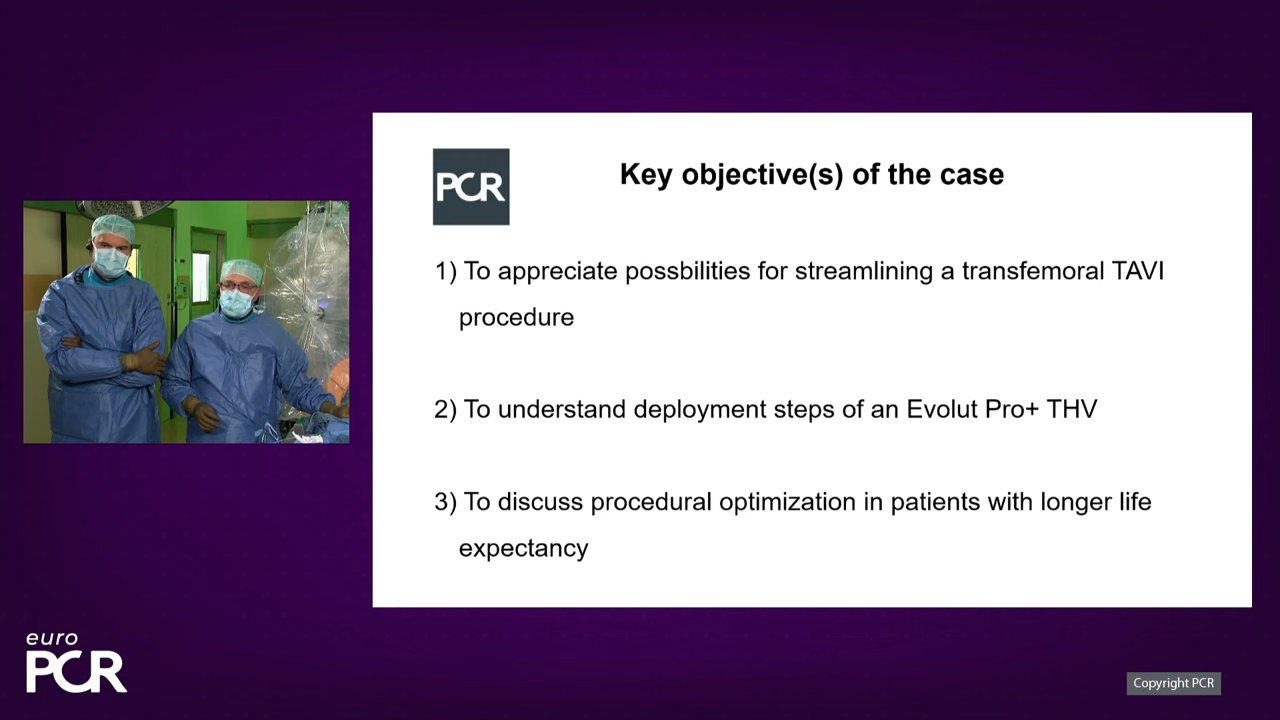 PCR
Key objective(s) of the case
1) To appreciate possbilities for streamlining a transfemoral TAVI
procedure
2) To understand deployment steps of an Evolut Pro+ THV
3) To discuss procedural optimization in patients with longer life
expectancy
euro
PCR
Copyright PCR